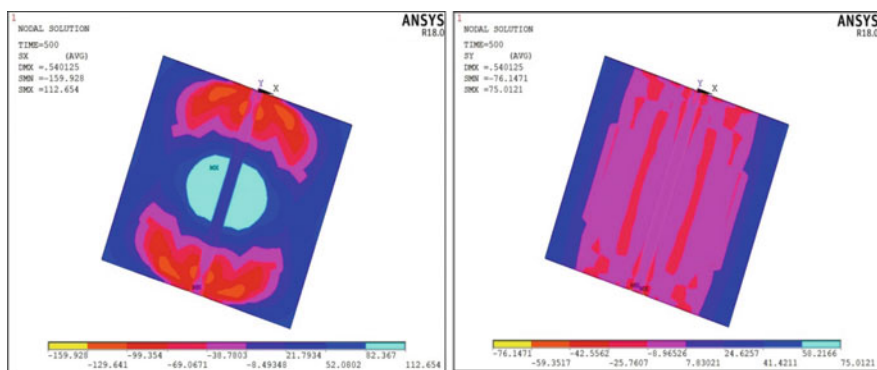 1
NODAL SOLUTION
TIME=500
SX (AVG)
DMX =.540125
SMN =-159.928
SMX =112.654
ANSYS
R18.0
Y
X
MX
MN
-159.928 -99.354 -38.7003 21.7934 82.367
-129.641 -69.0671 -8.49348 52.0802 112.654
1
NODAL SOLUTION
TIME=500
SY (AVG)
DMX =.540125
SMN =-76.1471
SMX =75.0121
ANSYS
R18.0
Y
X
-76.1471 -42.5562 -8.96526 24.6257 58.2166
-59.3517 -25.7607 7.83021 41.4211 75.0121